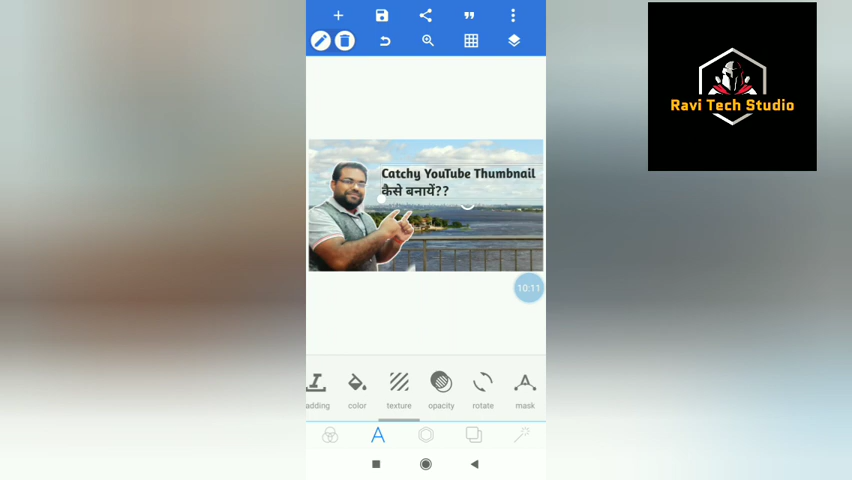 Ravi Tech Studio
Catchy YouTube Thumbnail
कैसे बनायें??
10:11
adding
color
texture
opacity
rotate
mask